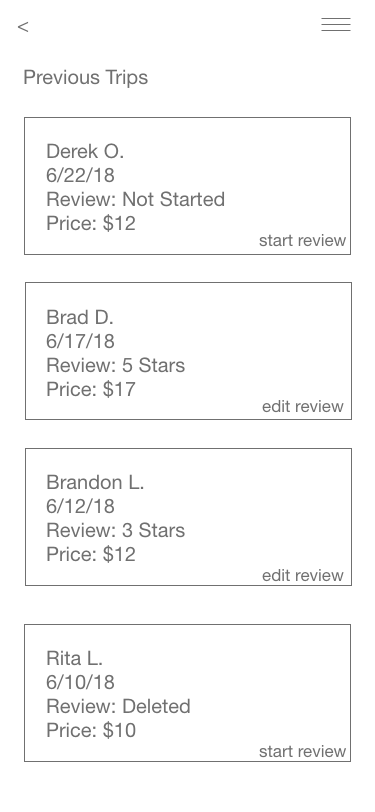 <
Previous Trips
Derek O.
6/22/18
Review: Not Started
Price: $12
start review
Brad D.
6/17/18
Review: 5 Stars
Price: $17
edit review
Brandon L.
6/12/18
Review: 3 Stars
Price: $12
edit review
Rita L.
6/10/18
Review: Deleted
Price: $10
start review